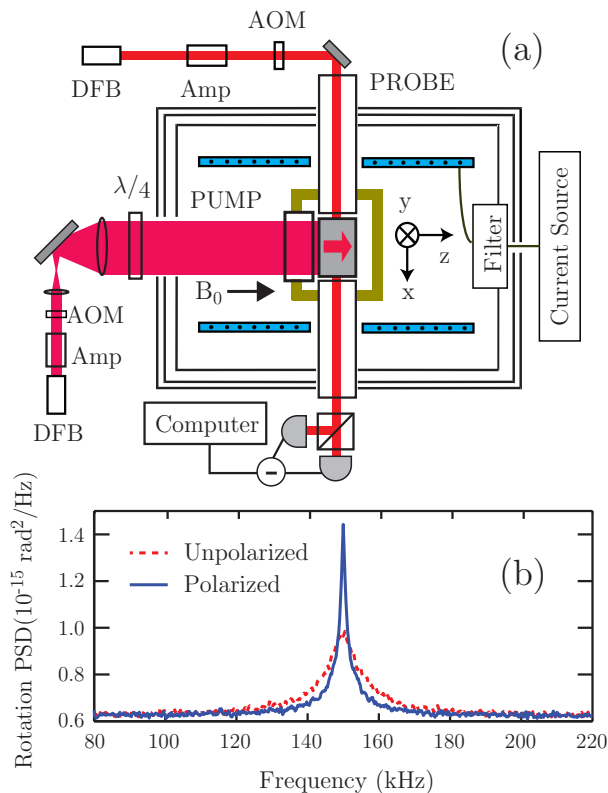 AOM
(a)
DFB
Amp
PROBE
λ/4
PUMP
y
z
x
Filter
Current Source
B₀
AOM
Amp
DFB
Computer
-
Rotation PSD(10⁻¹⁵ rad²/Hz)
1.4
1.2
1.0
0.8
0.6
Unpolarized
Polarized
(b)
80 100 120 140 160 180 200 220
Frequency (kHz)